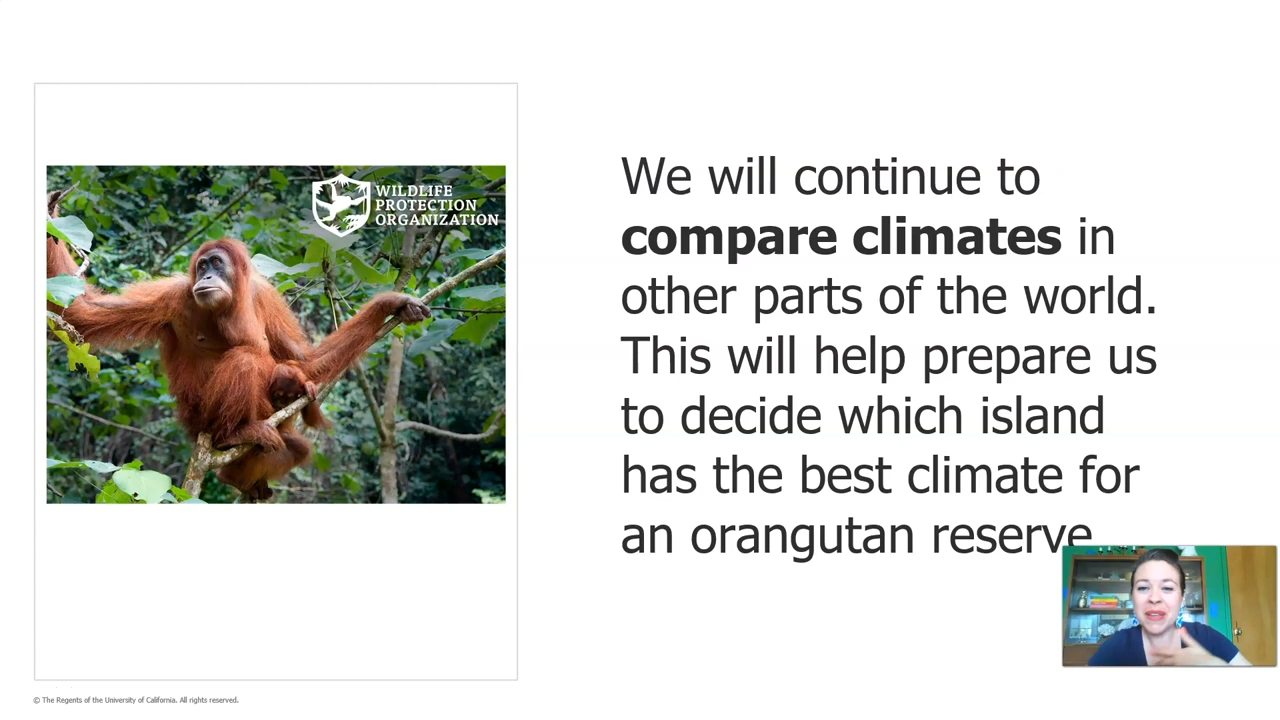 WILDLIFE
PROTECTION
ORGANIZATION
We will continue to
compare climates in
other parts of the world.
This will help prepare us
to decide which island
has the best climate for
an orangutan reserve
© The Regents of the University of California. All rights reserved.